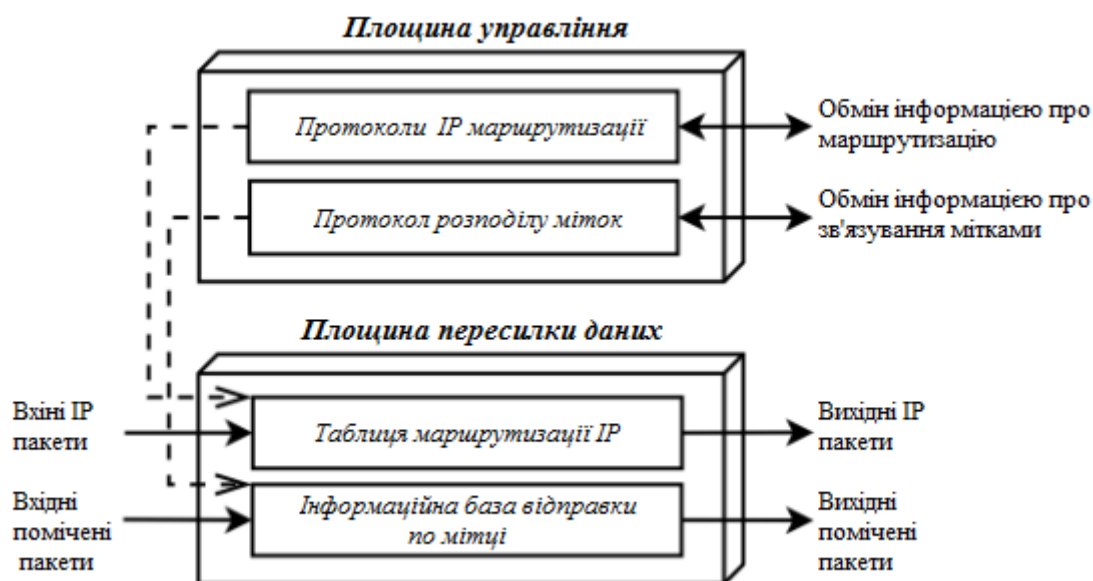 Площина управління
Протоколи IP маршрутизації
Обмін інформацією про
маршрутизацію
Протокол розподілу міток
Обмін інформацією про
зв'язування мітками
Площина пересилки даних
Вхіні IP
пакети
Таблиця маршрутизації IP
Вихідні IP
пакети
Вхідні
помічені
пакети
Інформаційна база відправки
по мітці
Вихідні
помічені
пакети